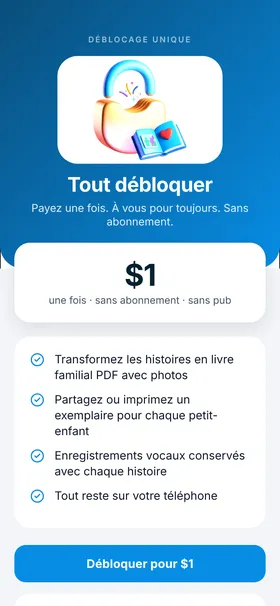 DÉBLOCAGE UNIQUE
Tout débloquer
Payez une fois. À vous pour toujours. Sans
abonnement.
$1
une fois · sans abonnement · sans pub
Transformez les histoires en livre
familial PDF avec photos
Partagez ou imprimez un
exemplaire pour chaque petit-
enfant
Enregistrements vocaux conservés
avec chaque histoire
Tout reste sur votre téléphone
Débloquer pour $1